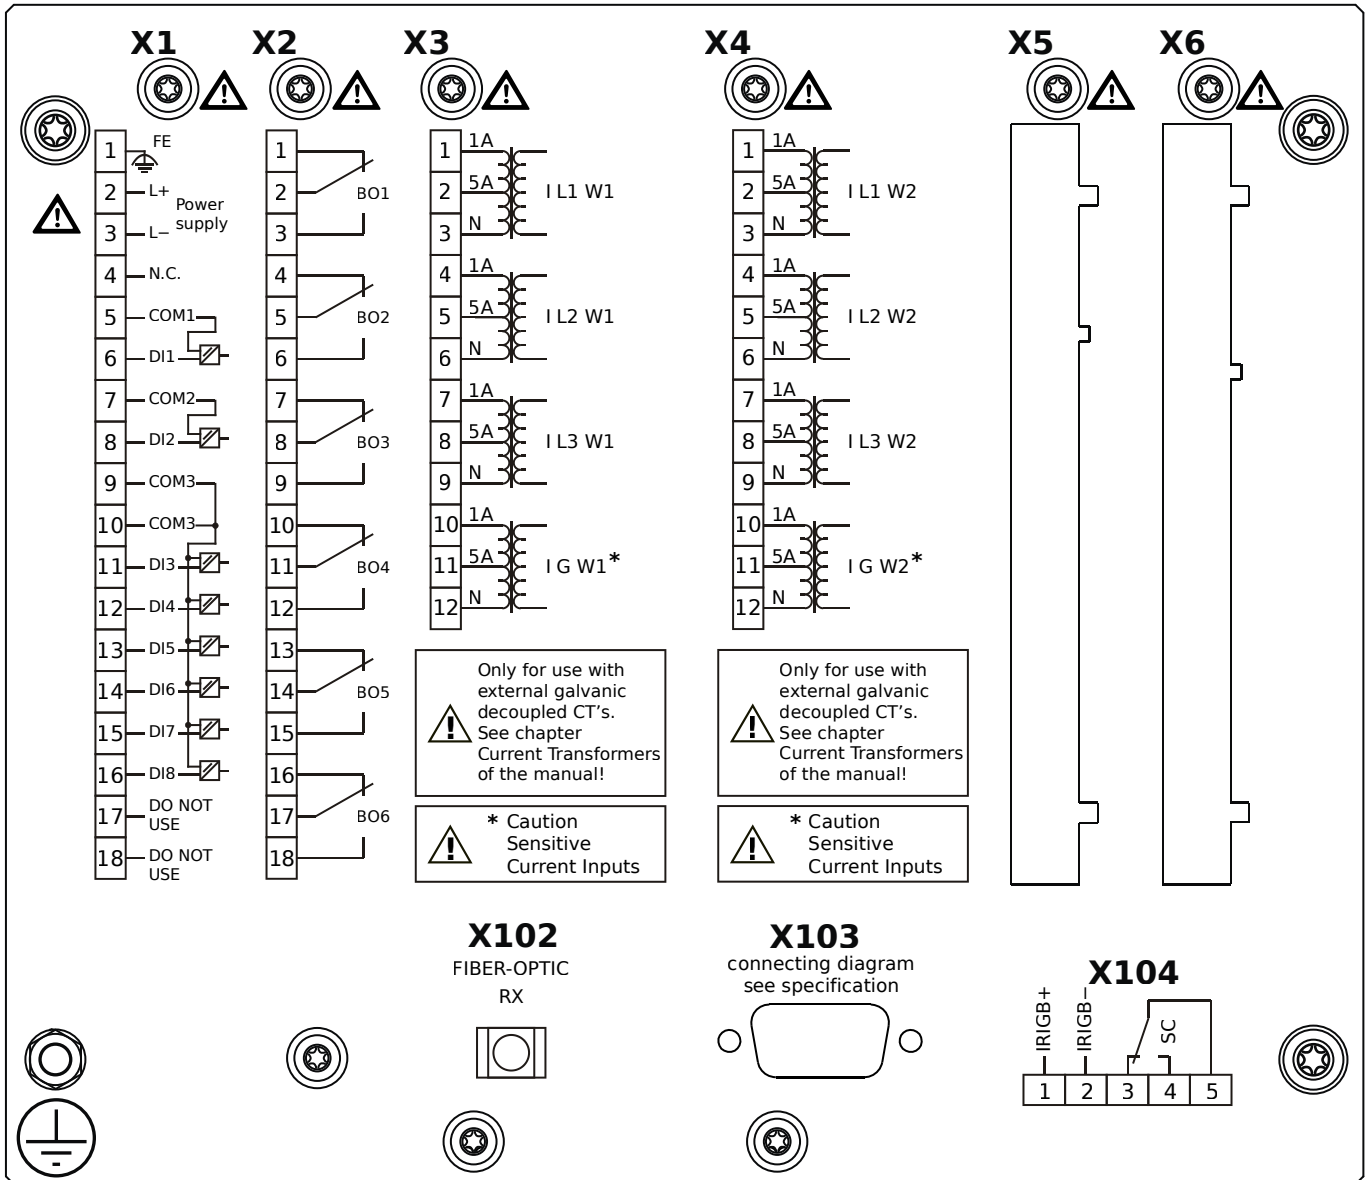 X1
X2
X3
X4
X5
X6
1
FE
2
L+
Power
supply
3
L−
4
N.C.
5
COM1
6
DI1
7
COM2
8
DI2
9
COM3
10
COM3
11
DI3
12
DI4
13
DI5
14
DI6
15
DI7
16
DI8
17
DO NOT
USE
18
DO NOT
USE
1
2
BO1
3
4
5
BO2
6
7
8
BO3
9
10
11
BO4
12
13
14
BO5
15
16
17
BO6
18
1
1A
2
5A
I L1 W1
3
N
4
1A
5
5A
I L2 W1
6
N
7
1A
8
5A
I L3 W1
9
N
10
1A
11
5A
I G W1*
12
N
Only for use with
external galvanic
decoupled CT's.
See chapter
Current Transformers
of the manual!
* Caution
Sensitive
Current Inputs
1
1A
2
5A
I L1 W2
3
N
4
1A
5
5A
I L2 W2
6
N
7
1A
8
5A
I L3 W2
9
N
10
1A
11
5A
I G W2*
12
N
Only for use with
external galvanic
decoupled CT's.
See chapter
Current Transformers
of the manual!
* Caution
Sensitive
Current Inputs
X102
FIBER-OPTIC
RX
X103
connecting diagram
see specification
X104
IRIGB+
IRIGB−
SC
1 2 3 4 5